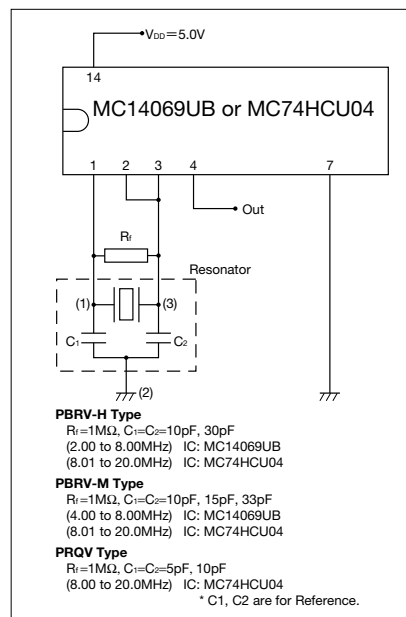 V_DD=5.0V
14
MC14069UB or MC74HCU04
1 2 3 4 7
Out
Rf
Resonator
(1) (3)
C1 C2
(2)
PBRV-H Type
Rf=1MΩ, C1=C2=10pF, 30pF
(2.00 to 8.00MHz) IC: MC14069UB
(8.01 to 20.0MHz) IC: MC74HCU04
PBRV-M Type
Rf=1MΩ, C1=C2=10pF, 15pF, 33pF
(4.00 to 8.00MHz) IC: MC14069UB
(8.01 to 20.0MHz) IC: MC74HCU04
PRQV Type
Rf=1MΩ, C1=C2=5pF, 10pF
(8.00 to 20.0MHz) IC: MC74HCU04
* C1, C2 are for Reference.